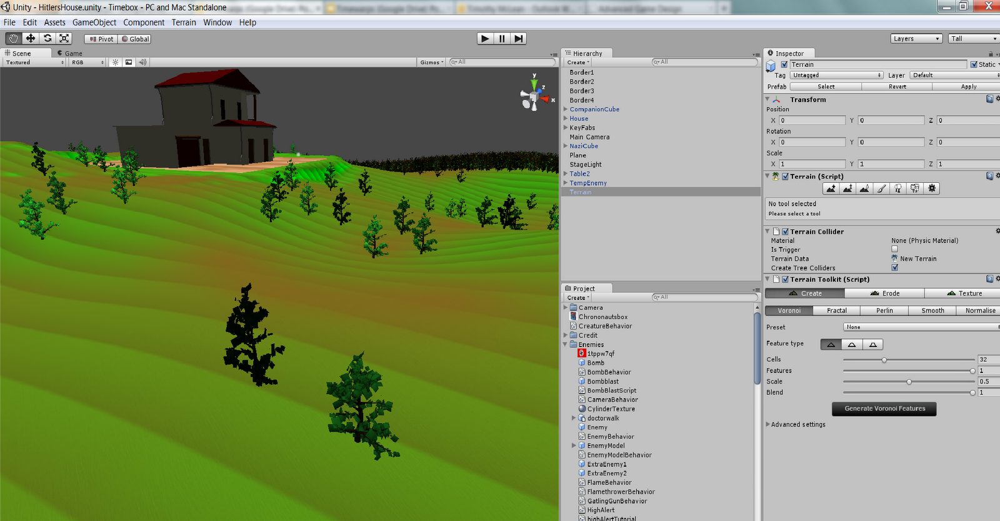 Unity - HitlersHouse.unity - Timebox - PC and Mac Standalone
File Edit Assets GameObject Component Terrain Window Help
Pivot Global
Layers Tall
Scene Game
Textured RGB Gizmos All
Hierarchy
Create All
Border1
Border2
Border3
Border4
CompanionCube
House
KeyFabs
Main Camera
NaziCube
Plane
StageLight
Table2
TempEnemy
Terrain
y
z
x
Project
Create All
Camera
Chrononautsbox
CreatureBehavior
Credit
Enemies
1tppw7qf
Bomb
BombBehavior
Bombblast
BombBlastScript
CameraBehavior
CylinderTexture
doctorwalk
Enemy
EnemyBehavior
EnemyModel
EnemyModelBehavior
ExtraEnemy1
ExtraEnemy2
FlameBehavior
FlamethrowerBehavior
GatlingGunBehavior
HighAlert
highAlertTutorial
Inspector
Terrain Static
Tag Untagged Layer Default
Prefab Select Revert Apply
Transform
Position
X 0 Y 0 Z 0
Rotation
X 0 Y 0 Z 0
Scale
X 1 Y 1 Z 1
Terrain (Script)
No tool selected
Please select a tool
Terrain Collider
Material None (Physic Material)
Is Trigger
Terrain Data New Terrain
Create Tree Colliders
Terrain Toolkit (Script)
Create Erode Texture
Voronoi Fractal Perlin Smooth Normalise
Preset None
Feature type
Cells 32
Features 1
Scale 0.5
Blend 1
Generate Voronoi Features
Advanced settings